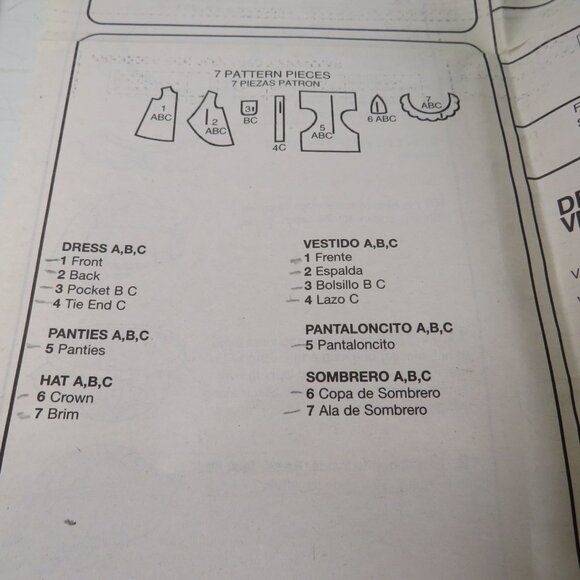 7 PATTERN PIECES
7 PIEZAS PATRON
1
ABC
2
ABC
3
BC
4C
5
ABC
6 ABC
7
ABC
DRESS A,B,C
1 Front
2 Back
3 Pocket B C
4 Tie End C
PANTIES A,B,C
5 Panties
HAT A,B,C
6 Crown
7 Brim
VESTIDO A,B,C
1 Frente
2 Espalda
3 Bolsillo B C
4 Lazo C
PANTALONCITO A,B,C
5 Pantaloncito
SOMBRERO A,B,C
6 Copa de Sombrero
7 Ala de Sombrero